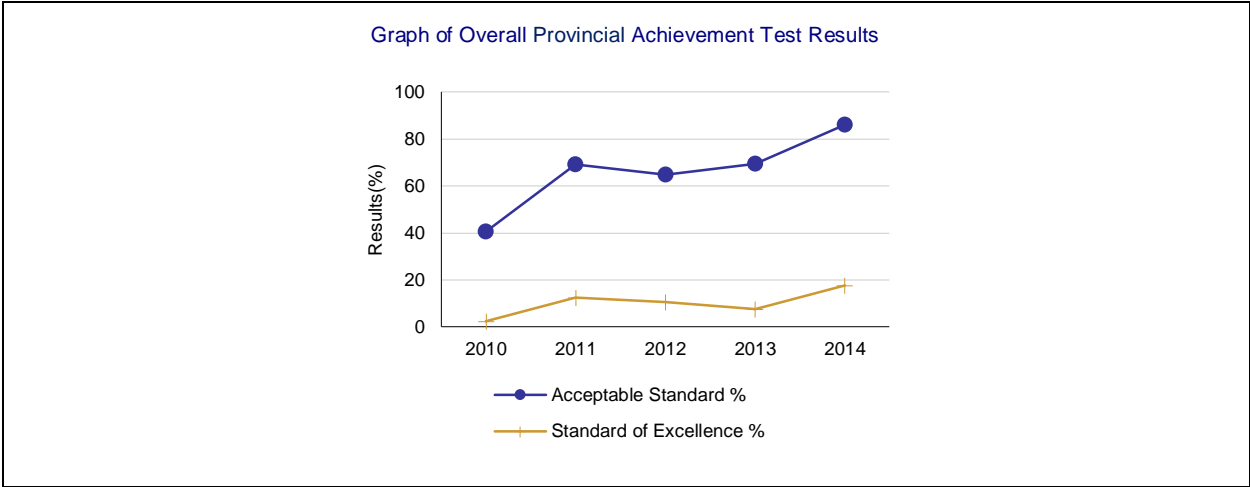 Graph of Overall Provincial Achievement Test Results
100
80
60
40
20
0
Results(%)
2010 2011 2012 2013 2014
Acceptable Standard %
Standard of Excellence %